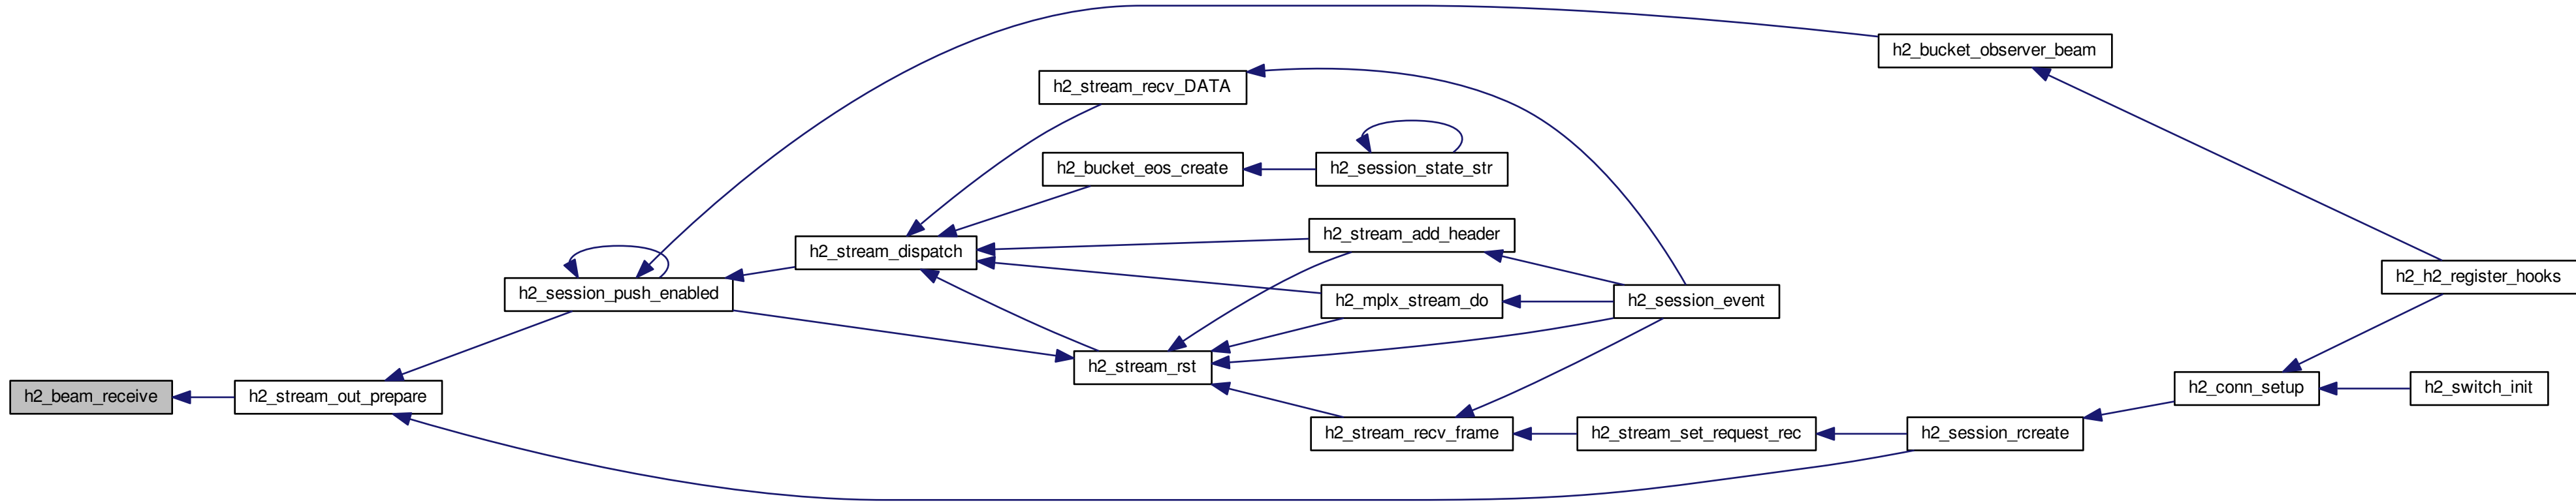 h2_bucket_observer_beam
h2_stream_recv_DATA
h2_bucket_eos_create
h2_session_state_str
h2_stream_add_header
h2_stream_dispatch
h2_h2_register_hooks
h2_session_push_enabled
h2_mplx_stream_do
h2_session_event
h2_stream_rst
h2_conn_setup
h2_switch_init
h2_beam_receive
h2_stream_out_prepare
h2_stream_recv_frame
h2_stream_set_request_rec
h2_session_rcreate